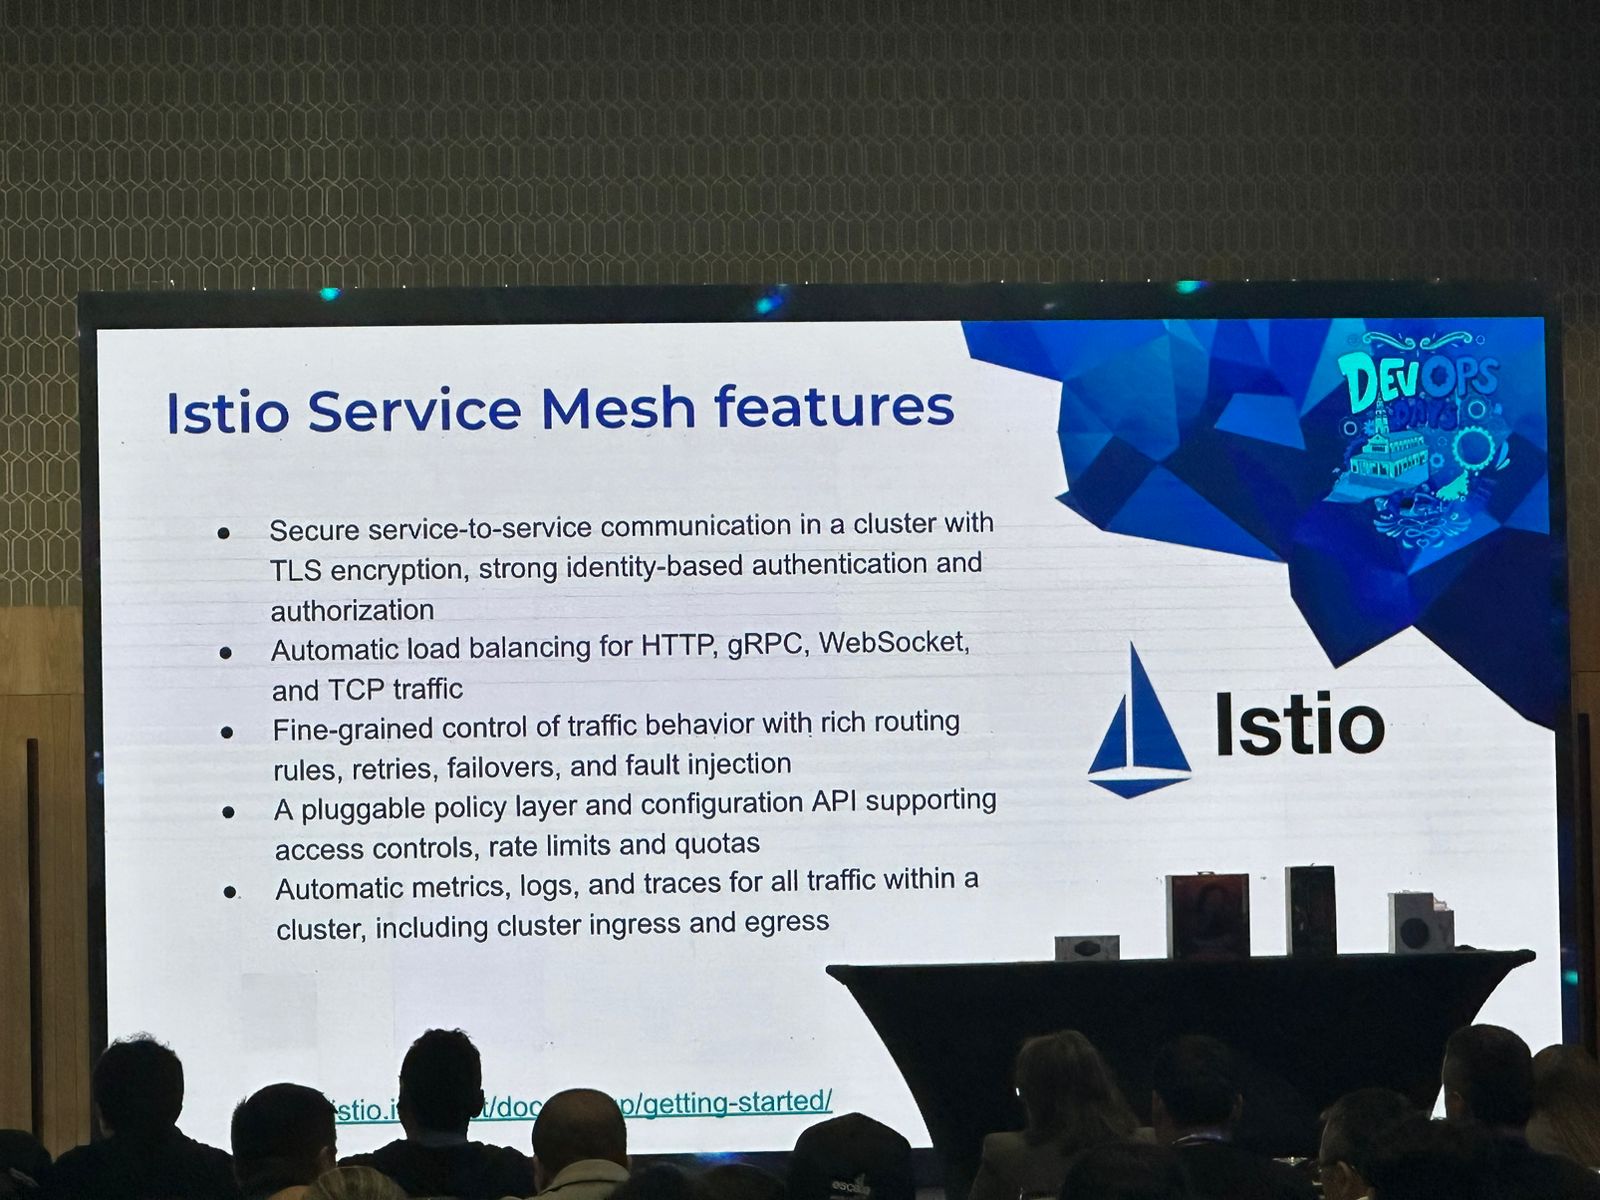 DEVOPS
DAYS
Istio Service Mesh features
● Secure service-to-service communication in a cluster with
TLS encryption, strong identity-based authentication and
authorization
● Automatic load balancing for HTTP, gRPC, WebSocket,
and TCP traffic
● Fine-grained control of traffic behavior with rich routing
rules, retries, failovers, and fault injection
● A pluggable policy layer and configuration API supporting
access controls, rate limits and quotas
● Automatic metrics, logs, and traces for all traffic within a
cluster, including cluster ingress and egress
Istio
istio.i t/doc p/getting-started/